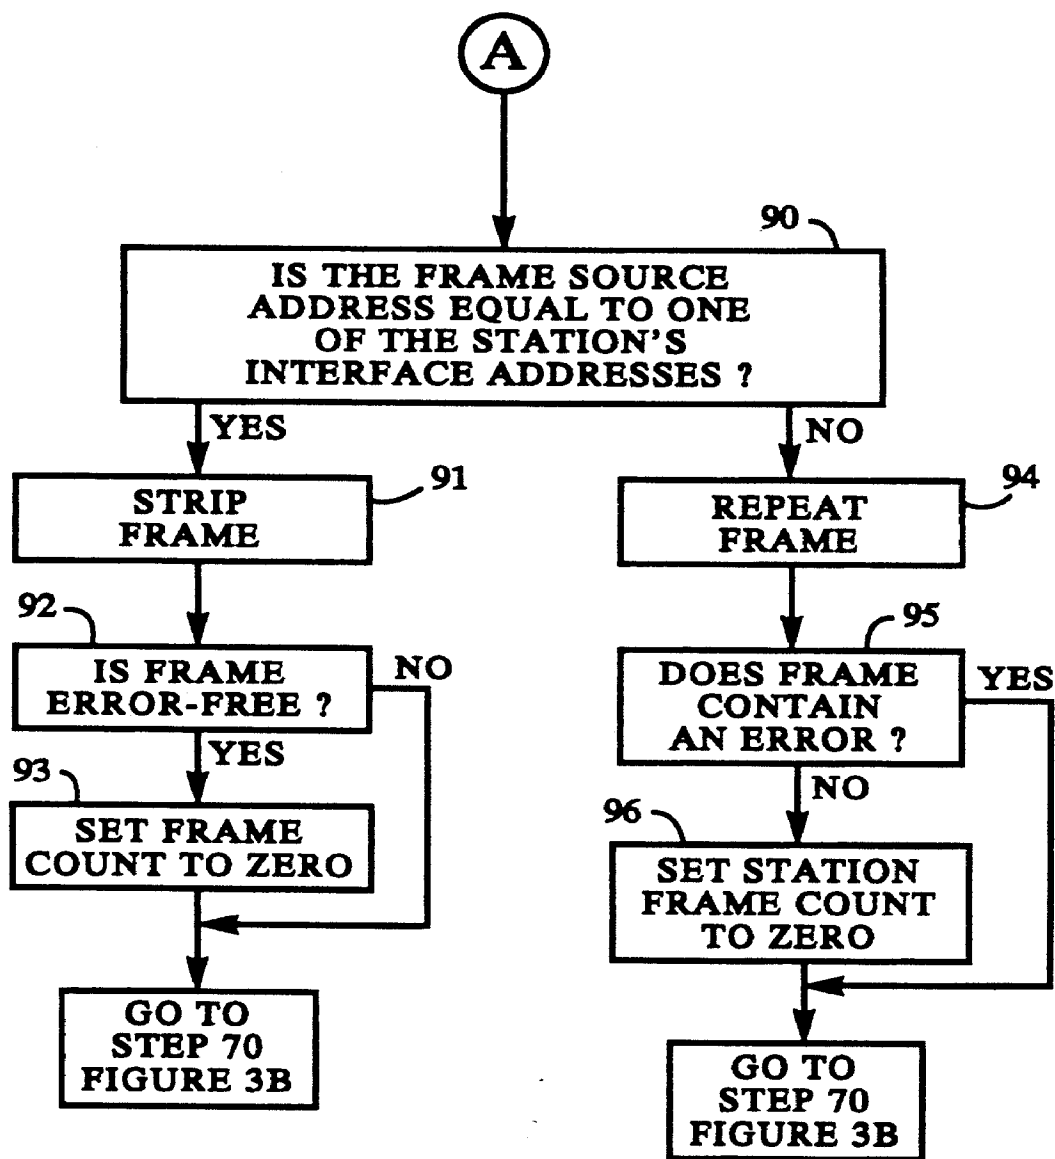 A
90
IS THE FRAME SOURCE
ADDRESS EQUAL TO ONE
OF THE STATION'S
INTERFACE ADDRESSES ?
YES
NO
91
STRIP
FRAME
94
REPEAT
FRAME
92
IS FRAME
ERROR-FREE ?
NO
YES
95
DOES FRAME
CONTAIN
AN ERROR ?
YES
NO
93
SET FRAME
COUNT TO ZERO
96
SET STATION
FRAME COUNT
TO ZERO
GO TO
STEP 70
FIGURE 3B
GO TO
STEP 70
FIGURE 3B